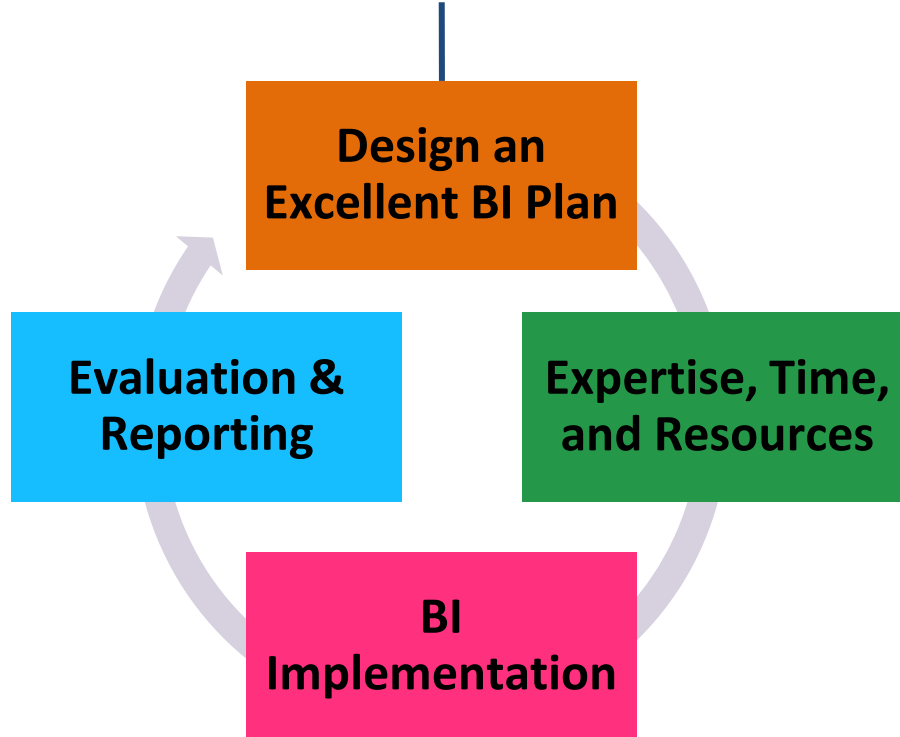 Design an
Excellent BI Plan
Evaluation &
Reporting
Expertise, Time,
and Resources
BI
Implementation